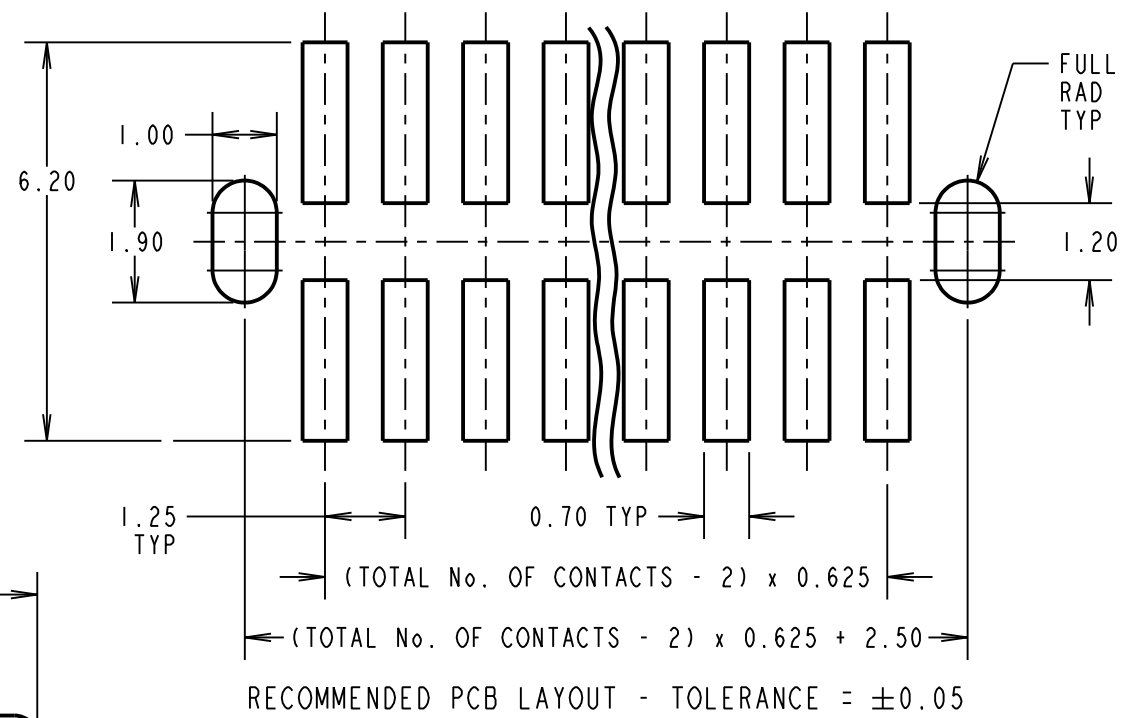 FULL
RAD
TYP
1.00
6.20
1.90
1.20
1.25
TYP
0.70 TYP
(TOTAL No. OF CONTACTS - 2) x 0.625
(TOTAL No. OF CONTACTS - 2) x 0.625 + 2.50
RECOMMENDED PCB LAYOUT - TOLERANCE = ±0.05